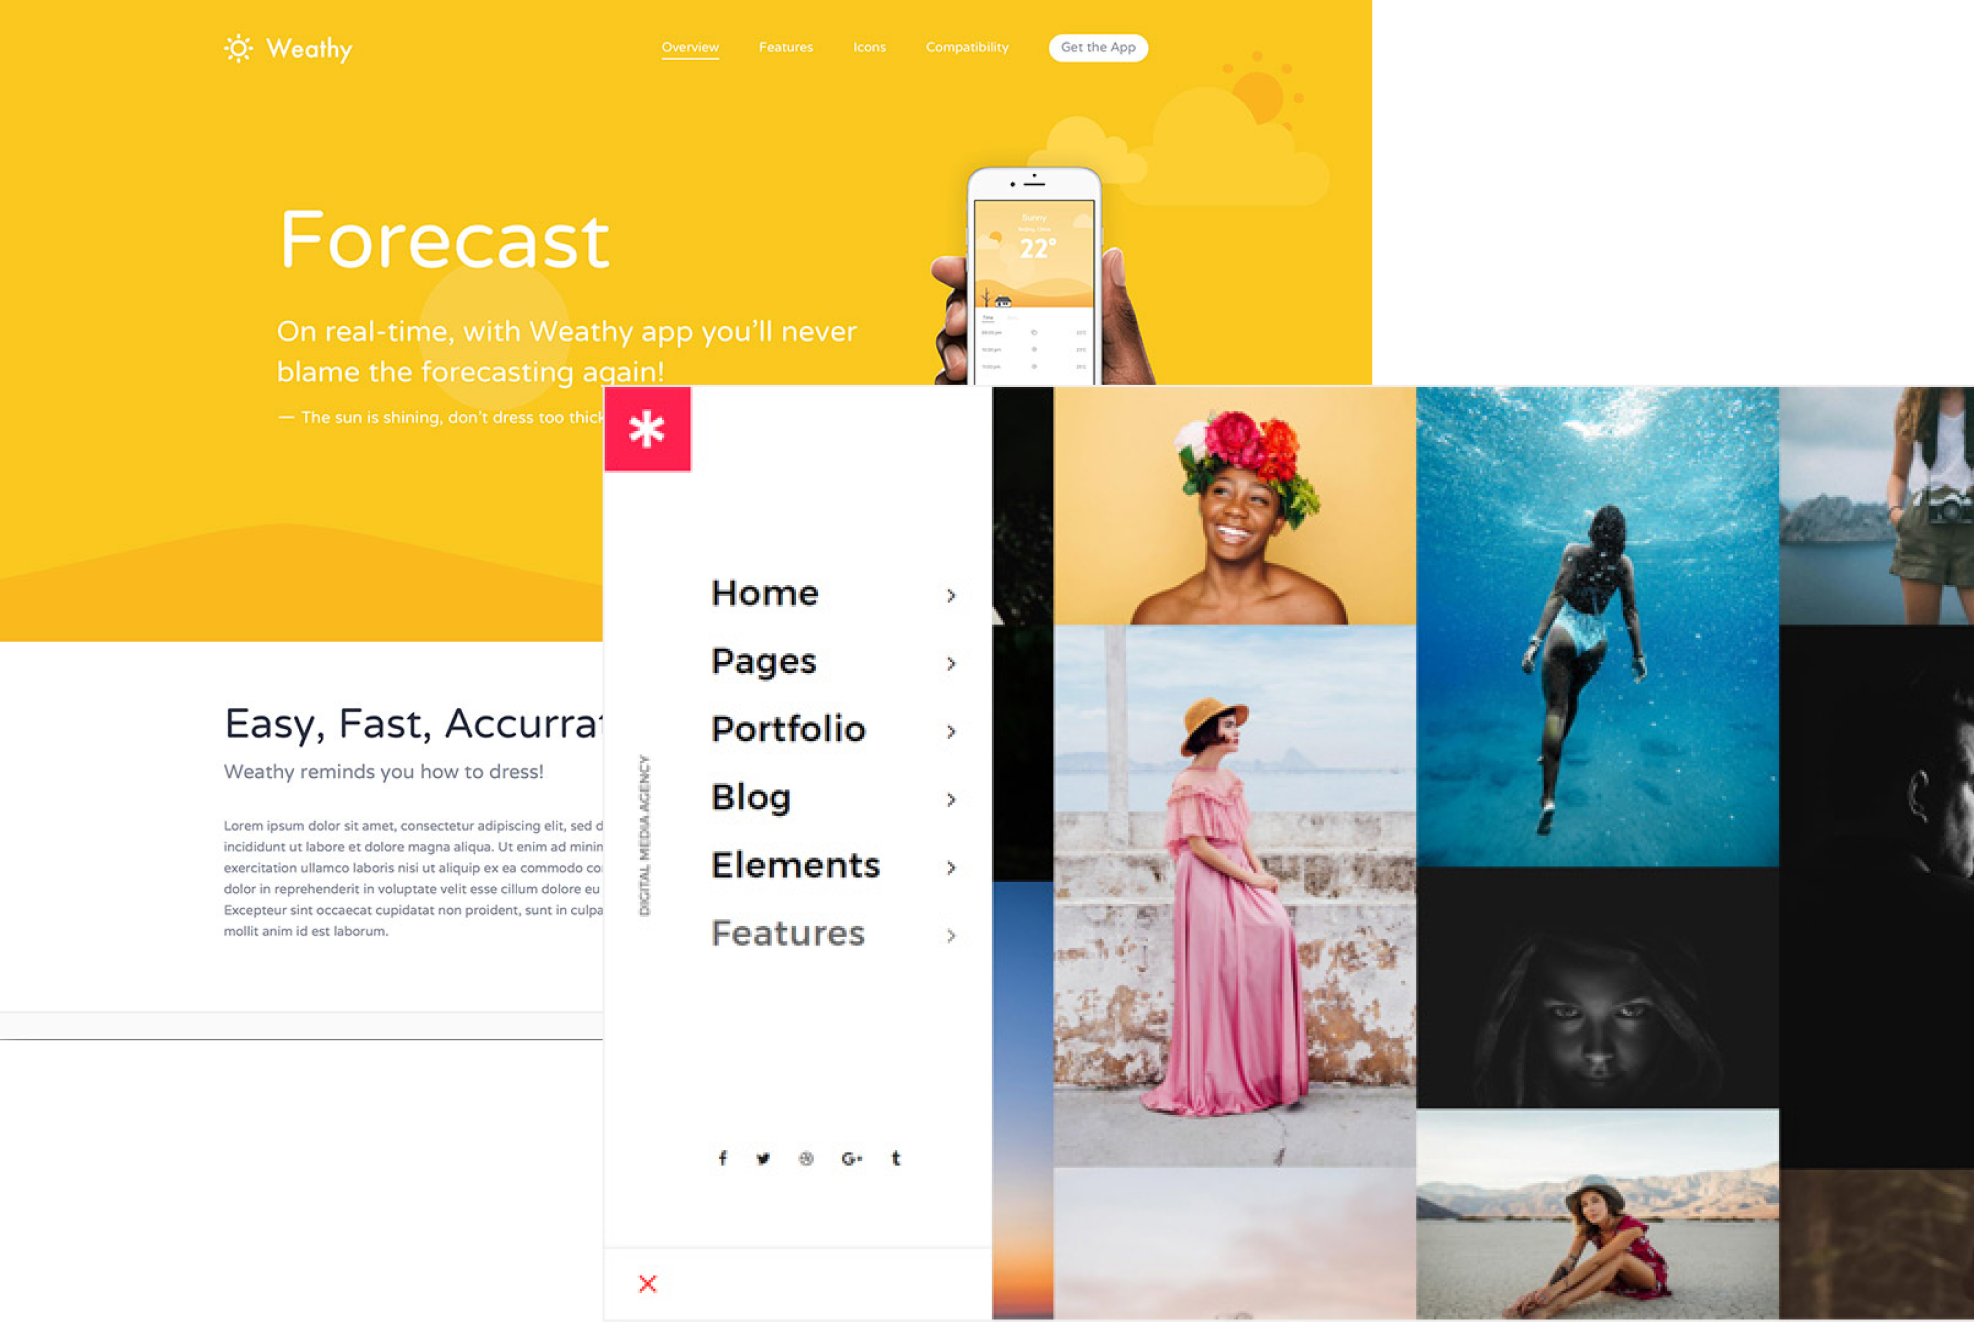 Weathy
Overview Features Icons Compatibility Get the App
Forecast
On real-time, with Weathy app you’ll never
blame the forecasting again!
— The sun is shining, don’t dress too thick
Sunny
22°
Time
Easy, Fast, Accurrat
Weathy reminds you how to dress!
Lorem ipsum dolor sit amet, consectetur adipiscing elit, sed d
incididunt ut labore et dolore magna aliqua. Ut enim ad minim
exercitation ullamco laboris nisi ut aliquip ex ea commodo co
dolor in reprehenderit in voluptate velit esse cillum dolore eu
Excepteur sint occaecat cupidatat non proident, sunt in culpa
mollit anim id est laborum.
DIGITAL MEDIA AGENCY
Home
Pages
Portfolio
Blog
Elements
Features